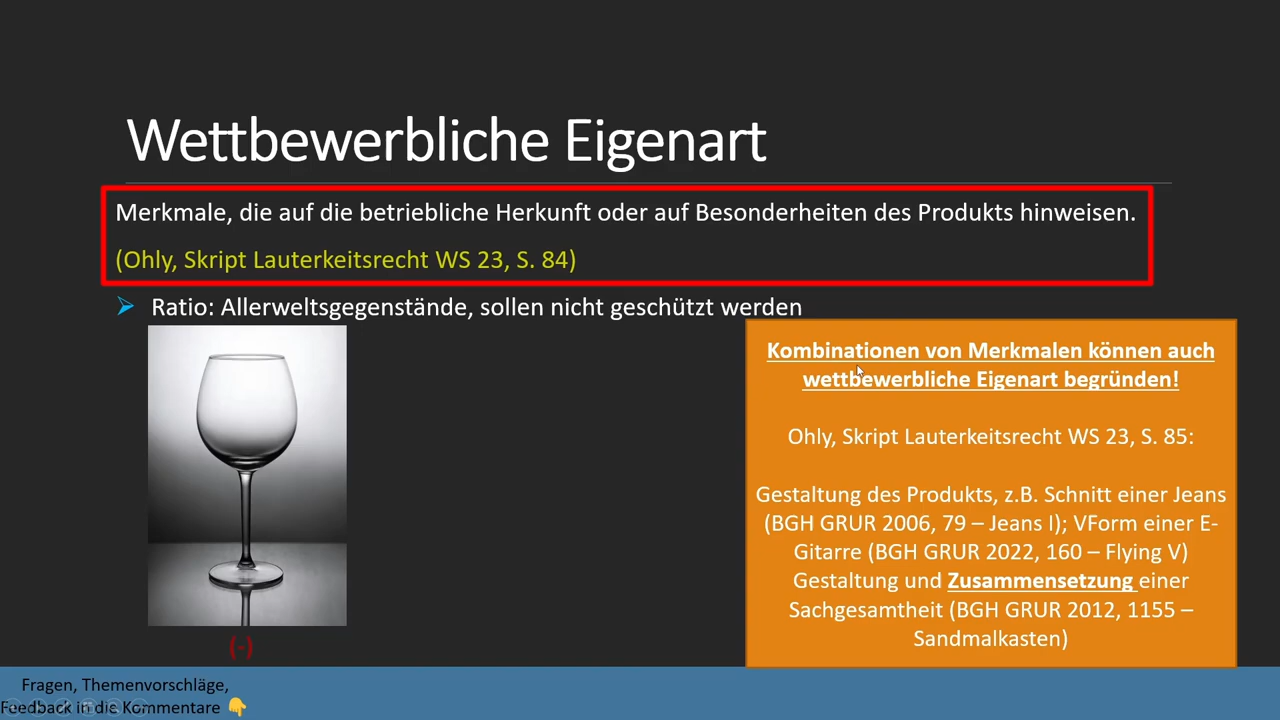 Wettbewerbliche Eigenart
Merkmale, die auf die betriebliche Herkunft oder auf Besonderheiten des Produkts hinweisen.
(Ohly, Skript Lauterkeitsrecht WS 23, S. 84)
Ratio: Allerweltsgegenstände, sollen nicht geschützt werden
(-)
Kombinationen von Merkmalen können auch
wettbewerbliche Eigenart begründen!
Ohly, Skript Lauterkeitsrecht WS 23, S. 85:
Gestaltung des Produkts, z.B. Schnitt einer Jeans
(BGH GRUR 2006, 79 – Jeans I); VForm einer E-
Gitarre (BGH GRUR 2022, 160 – Flying V)
Gestaltung und Zusammensetzung einer
Sachgesamtheit (BGH GRUR 2012, 1155 –
Sandmalkasten)
Fragen, Themenvorschläge,
Feedback in die Kommentare 👇